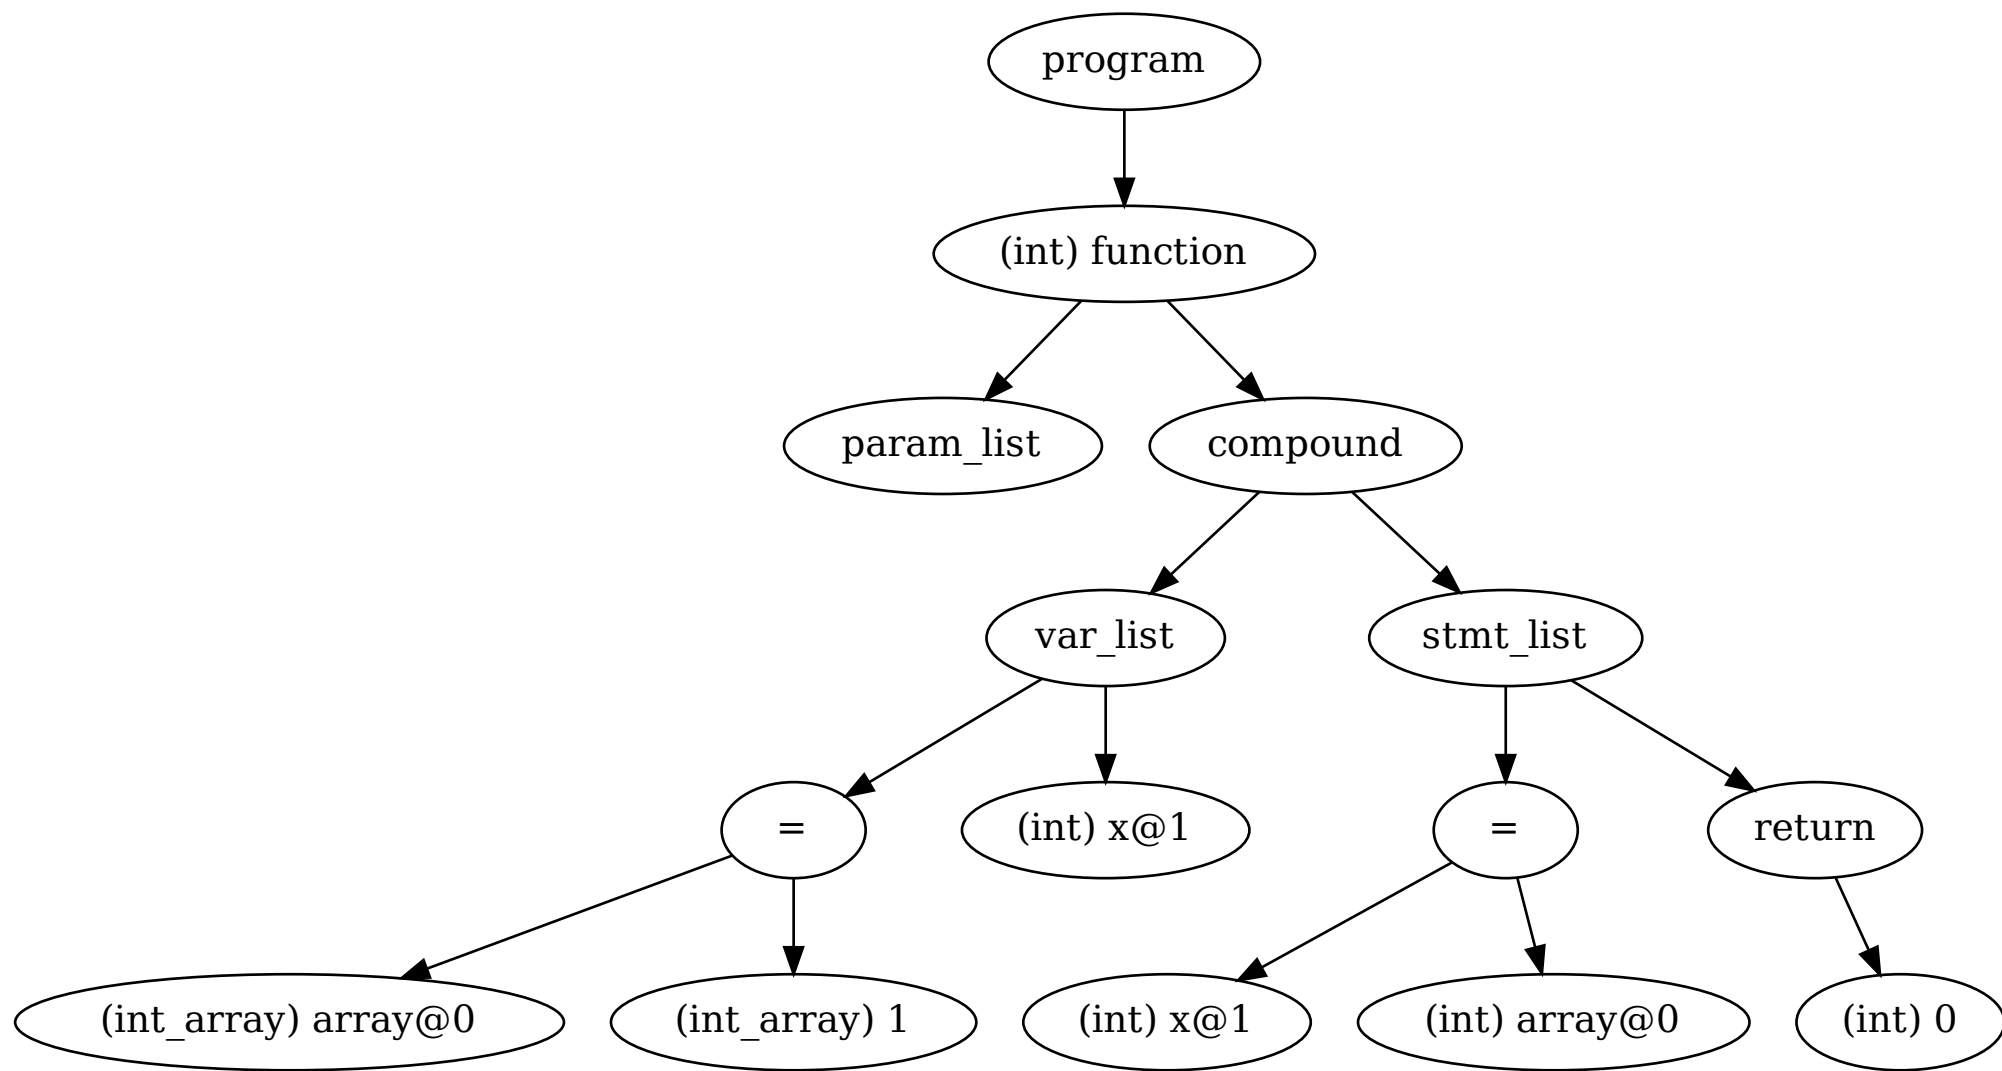 program
(int) function
param_list
compound
var_list
stmt_list
=
(int) x@1
=
return
(int_array) array@0
(int_array) 1
(int) x@1
(int) array@0
(int) 0